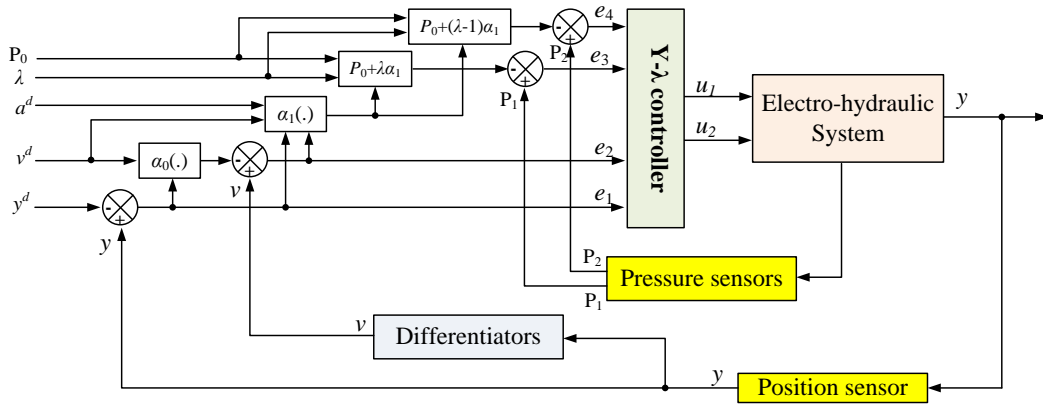 P₀+(λ-1)α₁
-
+
P₂
e₄
P₀
λ
P₀+λα₁
-
+
P₁
e₃
aᵈ
α₁(.)
vᵈ
α₀(.)
-
+
v
e₂
yᵈ
-
+
y
e₁
Y-λ controller
u₁
u₂
Electro-hydraulic
System
y
P₂
P₁
Pressure sensors
v
Differentiators
y
Position sensor